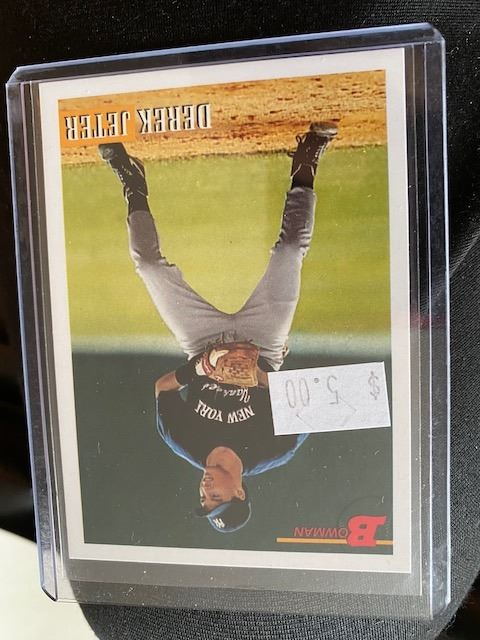 BOWMAN
NEW YORK
Yankees
$ 5.00
DEREK JETER